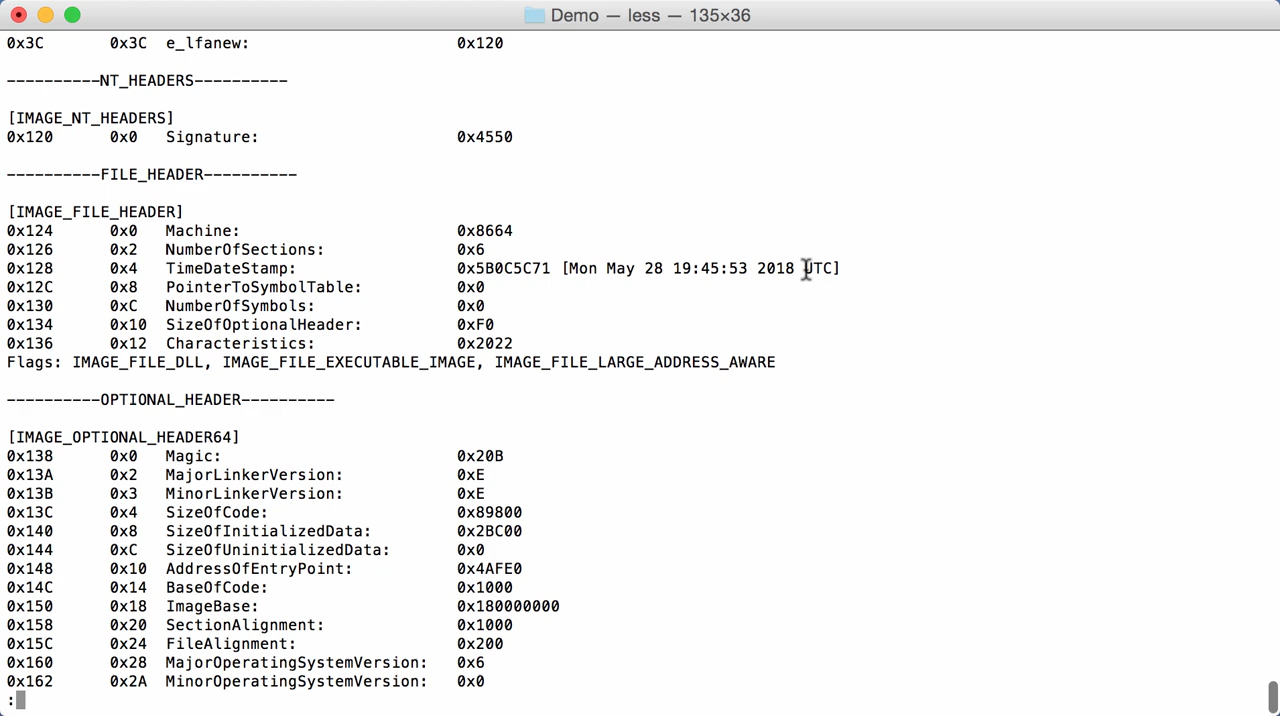 Demo — less — 135×36
0x3C 0x3C e_lfanew: 0x120
----------NT_HEADERS----------
[IMAGE_NT_HEADERS]
0x120 0x0 Signature: 0x4550
----------FILE_HEADER----------
[IMAGE_FILE_HEADER]
0x124 0x0 Machine: 0x8664
0x126 0x2 NumberOfSections: 0x6
0x128 0x4 TimeDateStamp: 0x5B0C5C71 [Mon May 28 19:45:53 2018 UTC]
0x12C 0x8 PointerToSymbolTable: 0x0
0x130 0xC NumberOfSymbols: 0x0
0x134 0x10 SizeOfOptionalHeader: 0xF0
0x136 0x12 Characteristics: 0x2022
Flags: IMAGE_FILE_DLL, IMAGE_FILE_EXECUTABLE_IMAGE, IMAGE_FILE_LARGE_ADDRESS_AWARE
----------OPTIONAL_HEADER----------
[IMAGE_OPTIONAL_HEADER64]
0x138 0x0 Magic: 0x20B
0x13A 0x2 MajorLinkerVersion: 0xE
0x13B 0x3 MinorLinkerVersion: 0xE
0x13C 0x4 SizeOfCode: 0x89800
0x140 0x8 SizeOfInitializedData: 0x2BC00
0x144 0xC SizeOfUninitializedData: 0x0
0x148 0x10 AddressOfEntryPoint: 0x4AFE0
0x14C 0x14 BaseOfCode: 0x1000
0x150 0x18 ImageBase: 0x180000000
0x158 0x20 SectionAlignment: 0x1000
0x15C 0x24 FileAlignment: 0x200
0x160 0x28 MajorOperatingSystemVersion: 0x6
0x162 0x2A MinorOperatingSystemVersion: 0x0
: